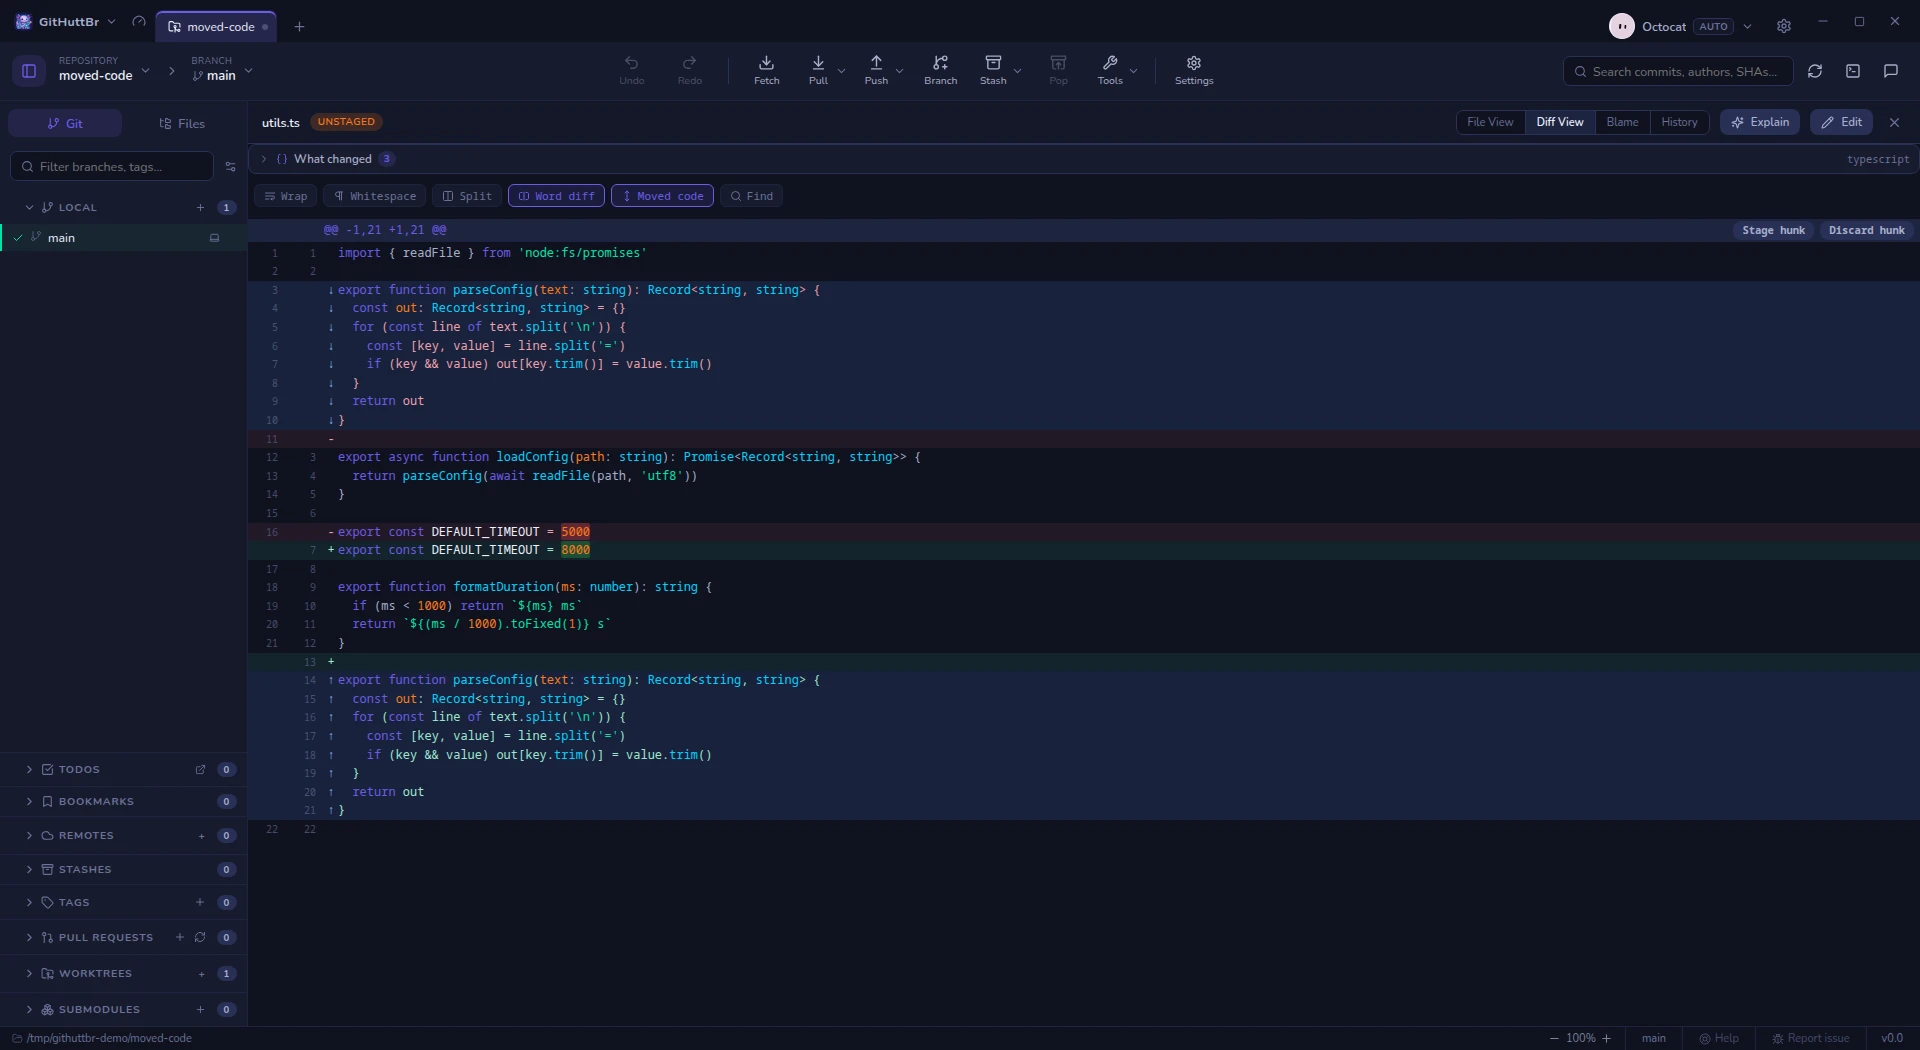 GitHuttBr
moved-code
Octocat AUTO
REPOSITORY
moved-code
BRANCH
main
Undo
Redo
Fetch
Pull
Push
Branch
Stash
Pop
Tools
Settings
Search commits, authors, SHAs...
Git
Files
utils.ts UNSTAGED
File View
Diff View
Blame
History
Explain
Edit
Filter branches, tags...
{} What changed 3
typescript
Wrap
Whitespace
Split
Word diff
Moved code
Find
LOCAL + 1
main
@@ -1,21 +1,21 @@
Stage hunk
Discard hunk
1 1 import { readFile } from 'node:fs/promises'
2 2
3 ↓ export function parseConfig(text: string): Record<string, string> {
4 ↓ const out: Record<string, string> = {}
5 ↓ for (const line of text.split('\n')) {
6 ↓ const [key, value] = line.split('=')
7 ↓ if (key && value) out[key.trim()] = value.trim()
8 ↓ }
9 ↓ return out
10 ↓ }
11 -
12 3 export async function loadConfig(path: string): Promise<Record<string, string>> {
13 4 return parseConfig(await readFile(path, 'utf8'))
14 5 }
15 6
16 - export const DEFAULT_TIMEOUT = 5000
7 + export const DEFAULT_TIMEOUT = 8000
17 8
18 9 export function formatDuration(ms: number): string {
19 10 if (ms < 1000) return `${ms} ms`
20 11 return `${(ms / 1000).toFixed(1)} s`
21 12 }
13 +
14 ↑ export function parseConfig(text: string): Record<string, string> {
15 ↑ const out: Record<string, string> = {}
16 ↑ for (const line of text.split('\n')) {
17 ↑ const [key, value] = line.split('=')
18 ↑ if (key && value) out[key.trim()] = value.trim()
19 ↑ }
20 ↑ return out
21 ↑ }
22 22
TODOS 0
BOOKMARKS 0
REMOTES + 0
STASHES 0
TAGS + 0
PULL REQUESTS + 0
WORKTREES + 1
SUBMODULES + 0
/tmp/githuttbr-demo/moved-code
— 100% +
main
Help
Report issue
v0.0